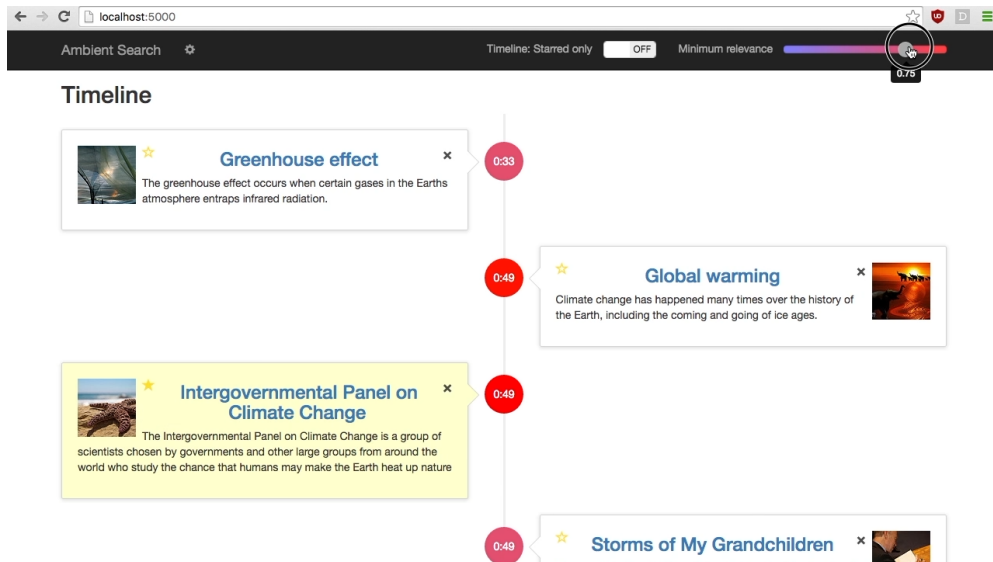 localhost:5000
Ambient Search
Timeline: Starred only OFF Minimum relevance
0.75
Timeline
Greenhouse effect
The greenhouse effect occurs when certain gases in the Earths
atmosphere entraps infrared radiation.
0:33
0:49
Global warming
Climate change has happened many times over the history of
the Earth, including the coming and going of ice ages.
Intergovernmental Panel on
Climate Change
The Intergovernmental Panel on Climate Change is a group of
scientists chosen by governments and other large groups from around the
world who study the chance that humans may make the Earth heat up nature
0:49
0:49
Storms of My Grandchildren